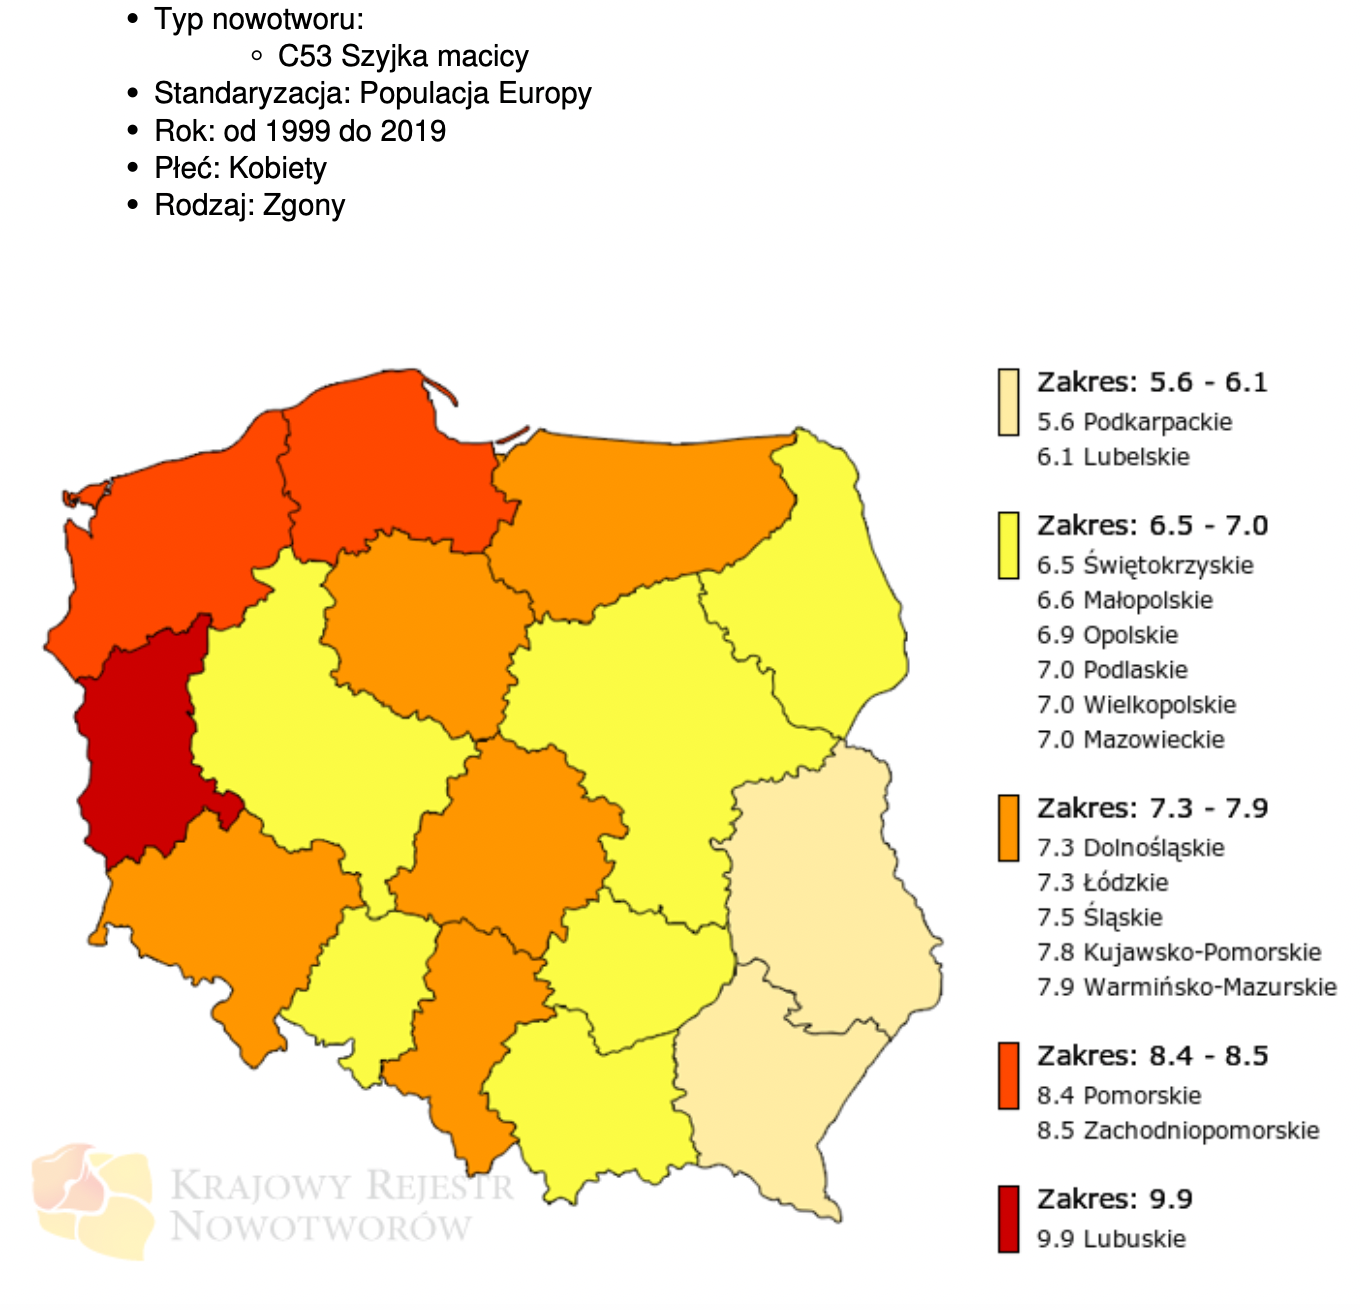 • Typ nowotworu:
◦ C53 Szyjka macicy
• Standaryzacja: Populacja Europy
• Rok: od 1999 do 2019
• Płeć: Kobiety
• Rodzaj: Zgony
Zakres: 5.6 - 6.1
5.6 Podkarpackie
6.1 Lubelskie
Zakres: 6.5 - 7.0
6.5 Świętokrzyskie
6.6 Małopolskie
6.9 Opolskie
7.0 Podlaskie
7.0 Wielkopolskie
7.0 Mazowieckie
Zakres: 7.3 - 7.9
7.3 Dolnośląskie
7.3 Łódzkie
7.5 Śląskie
7.8 Kujawsko-Pomorskie
7.9 Warmińsko-Mazurskie
Zakres: 8.4 - 8.5
8.4 Pomorskie
8.5 Zachodniopomorskie
Zakres: 9.9
9.9 Lubuskie
Krajowy Rejestr
Nowotworów